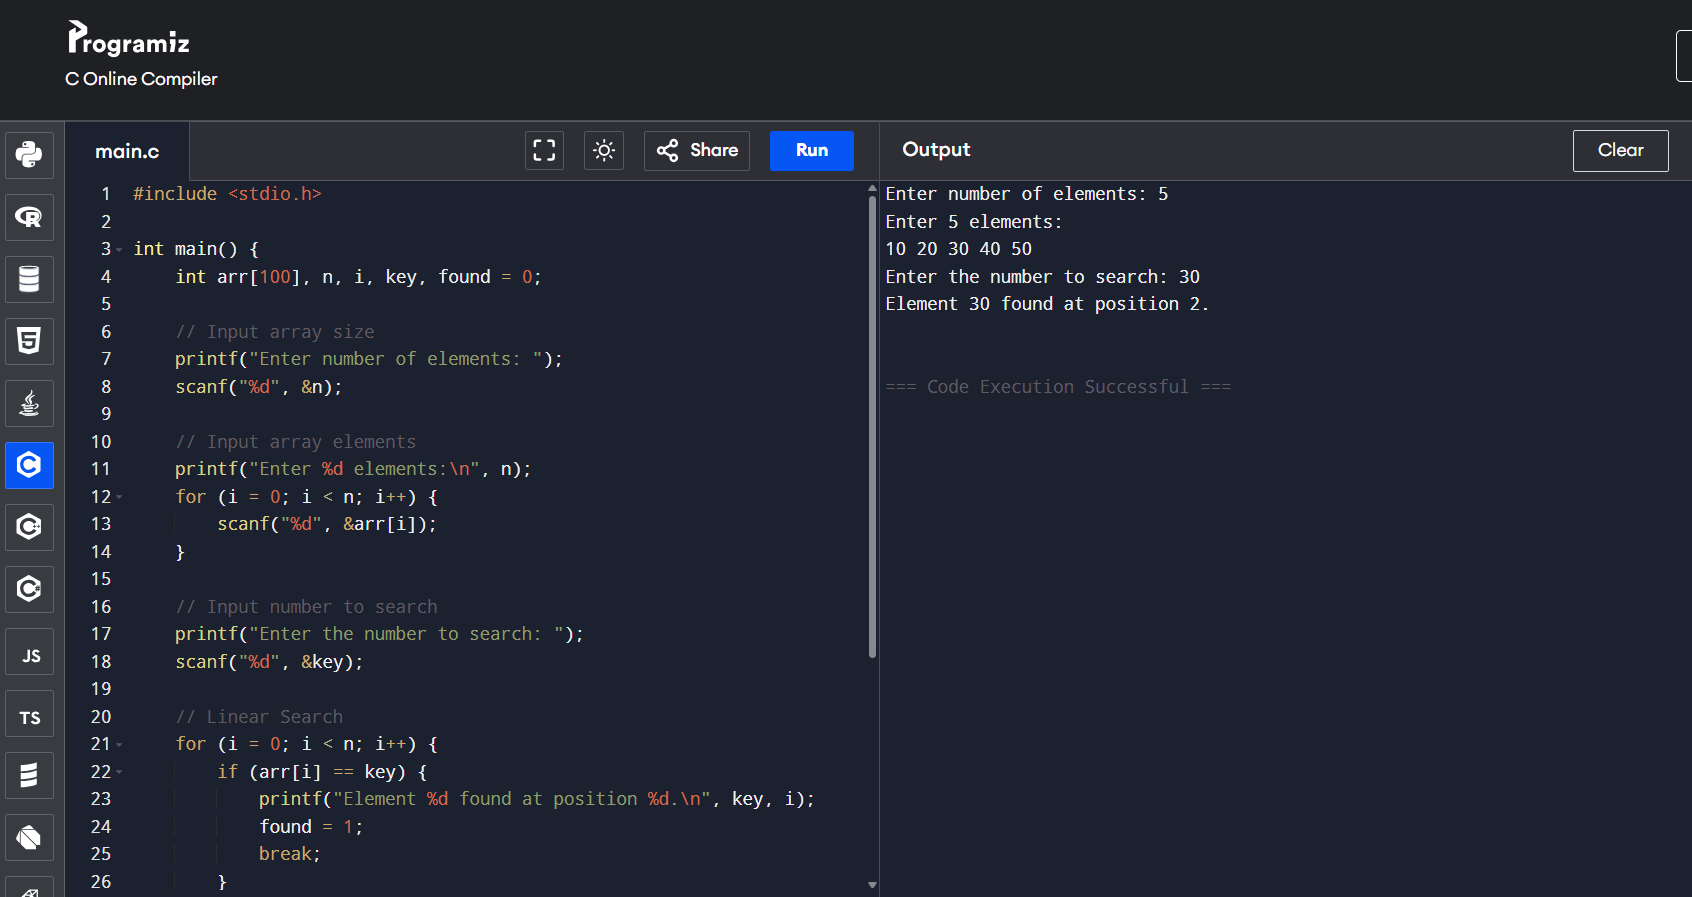 Programiz
C Online Compiler
main.c
Share
Run
Output
Clear
1 #include <stdio.h>
2
3 int main() {
4     int arr[100], n, i, key, found = 0;
5
6     // Input array size
7     printf("Enter number of elements: ");
8     scanf("%d", &n);
9
10     // Input array elements
11     printf("Enter %d elements:\n", n);
12     for (i = 0; i < n; i++) {
13         scanf("%d", &arr[i]);
14     }
15
16     // Input number to search
17     printf("Enter the number to search: ");
18     scanf("%d", &key);
19
20     // Linear Search
21     for (i = 0; i < n; i++) {
22         if (arr[i] == key) {
23             printf("Element %d found at position %d.\n", key, i);
24             found = 1;
25             break;
26         }
Enter number of elements: 5
Enter 5 elements:
10 20 30 40 50
Enter the number to search: 30
Element 30 found at position 2.
=== Code Execution Successful ===
R
5
C
C
C
JS
TS